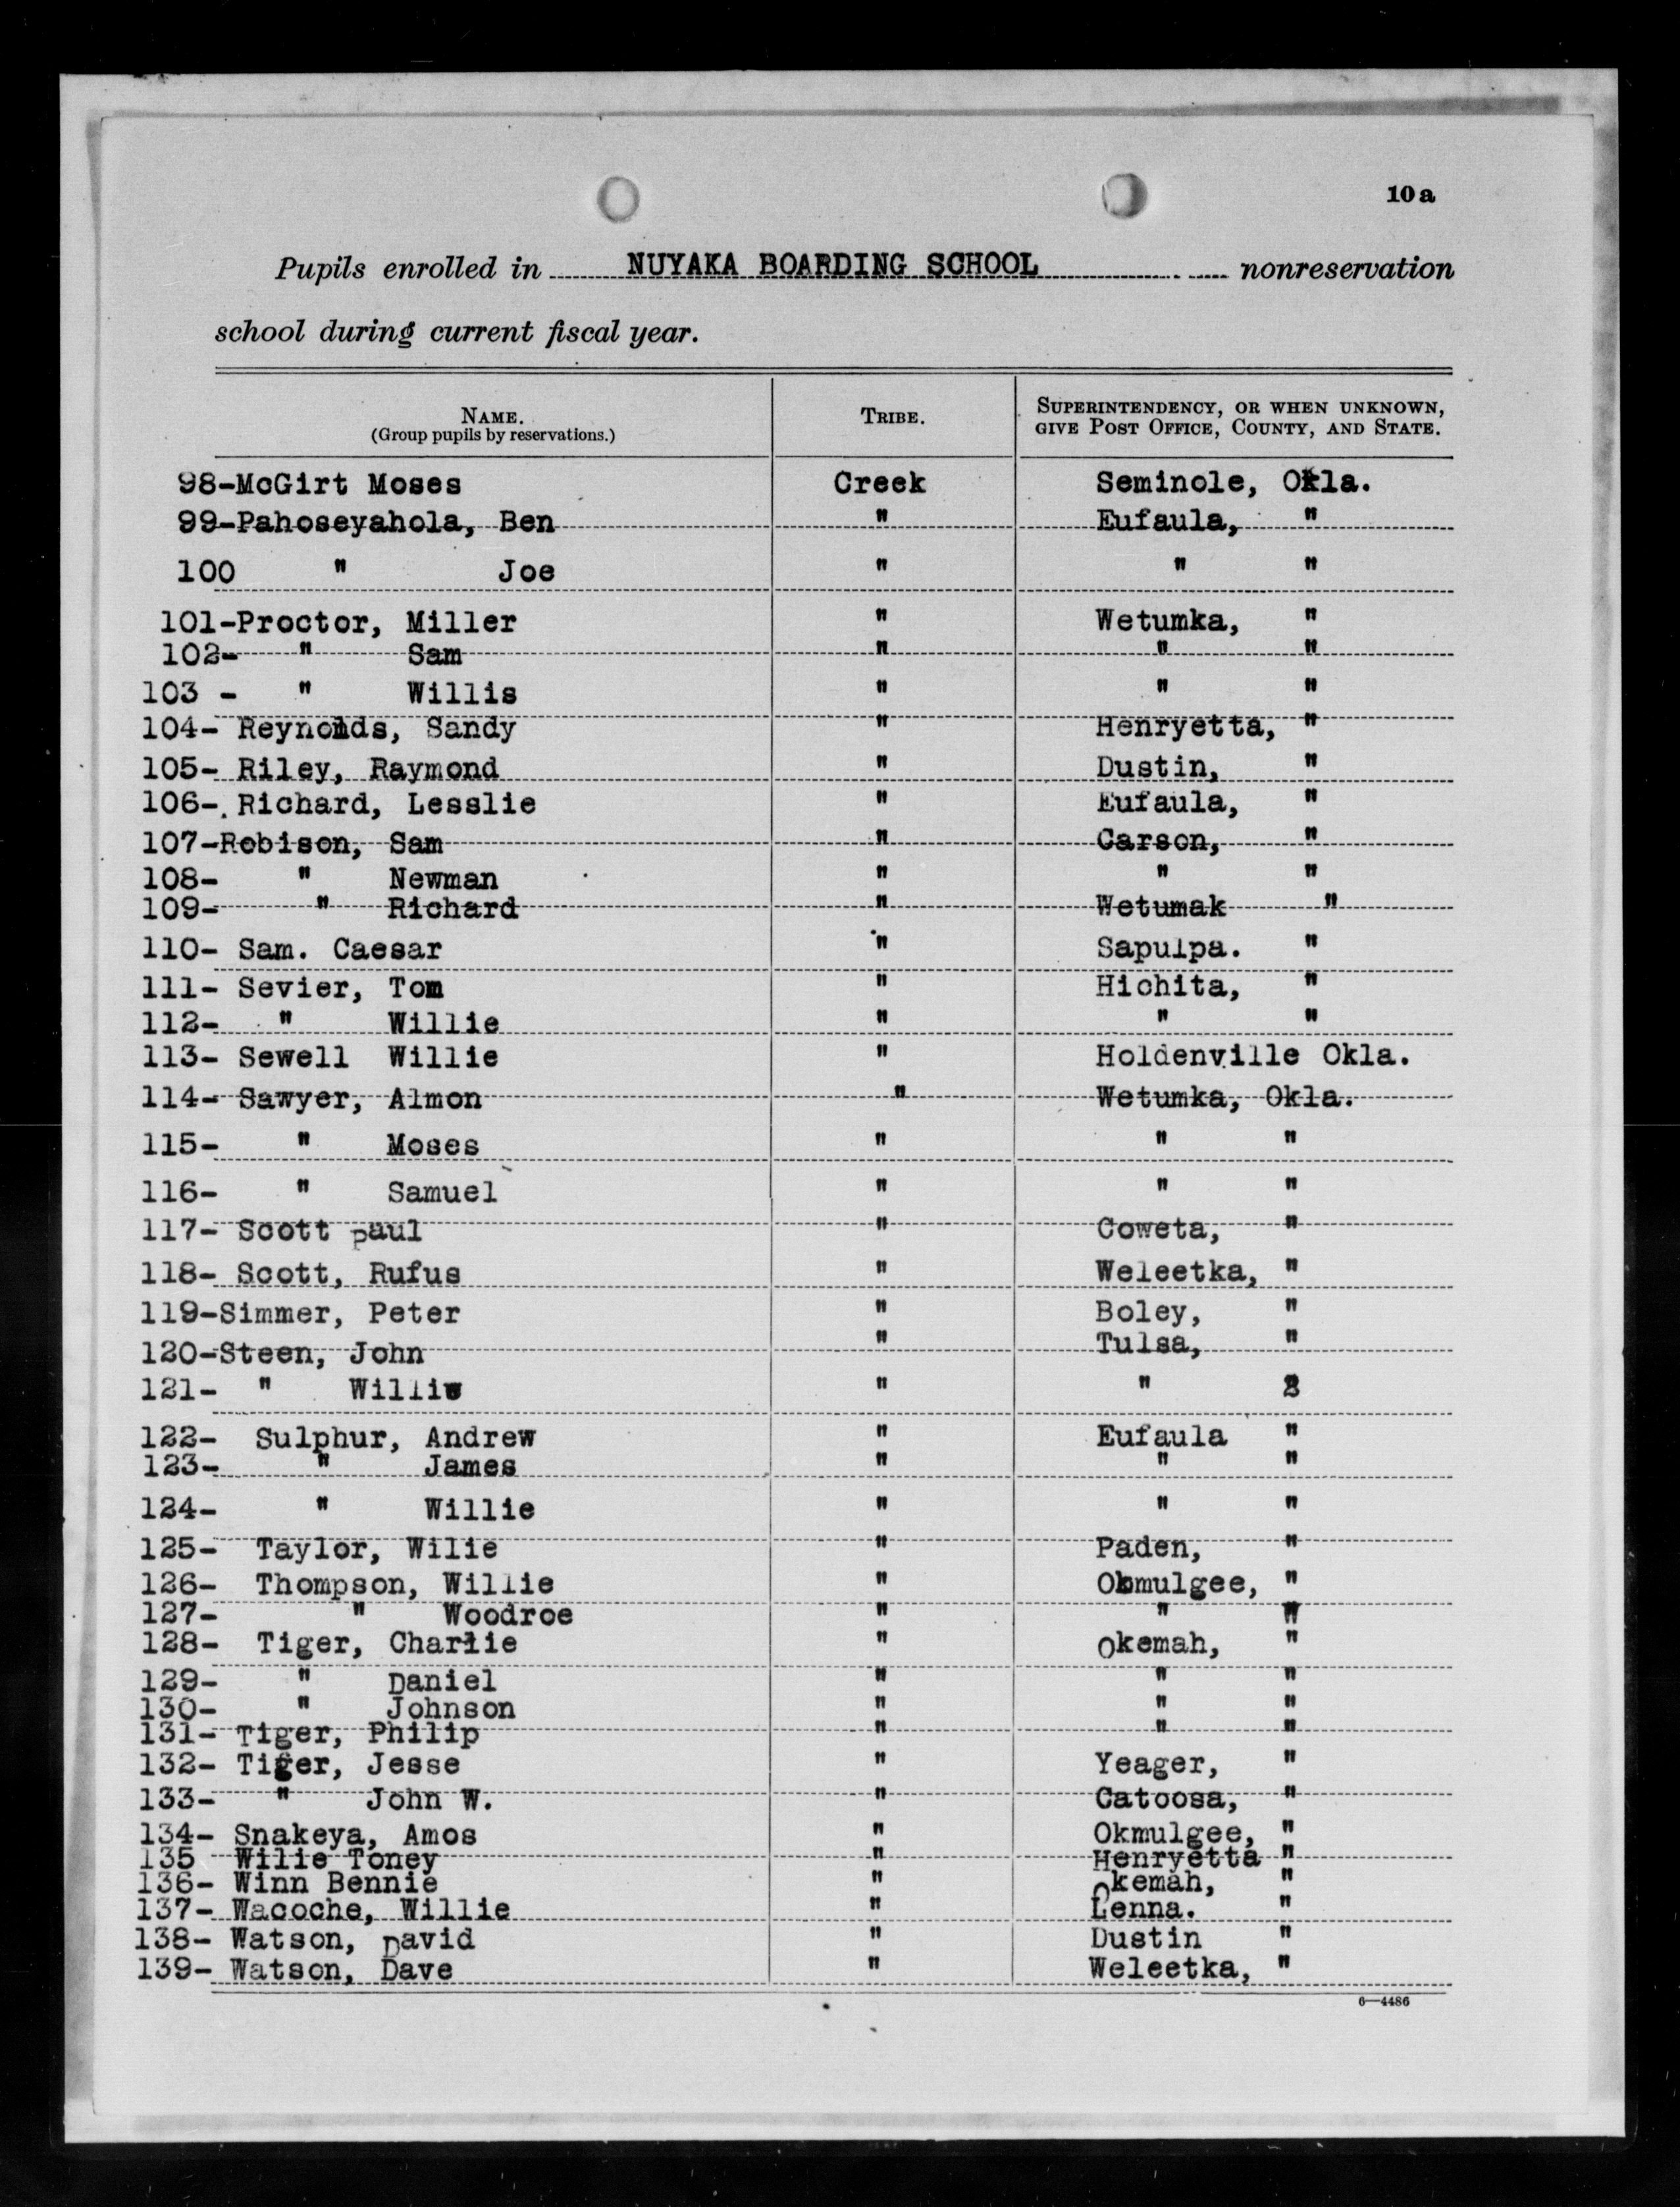 10 a
Pupils enrolled in NUYAKA BOARDING SCHOOL nonreservation
school during current fiscal year.
NAME. TRIBE. SUPERINTENDENCY, OR WHEN UNKNOWN,
(Group pupils by reservations.) GIVE POST OFFICE, COUNTY, AND STATE.
98-McGirt Moses Creek Seminole, Okla.
99-Pahoseyahola, Ben " Eufaula, "
100 " Joe " " "
101-Proctor, Miller " Wetumka, "
102- " Sam " " "
103 - " Willis " " "
104- Reynolds, Sandy " Henryetta, "
105- Riley, Raymond " Dustin, "
106-. Richard, Lesslie " Eufaula, "
107-Robison, Sam " Carson, "
108- " Newman " " "
109- " Richard " Wetumak "
110- Sam. Caesar " Sapulpa. "
111- Sevier, Tom " Hichita, "
112- " Willie " " "
113- Sewell Willie " Holdenville Okla.
114- Sawyer, Almon " Wetumka, Okla.
115- " Moses " " "
116- " Samuel " " "
117- Scott paul " Coweta, "
118- Scott, Rufus " Weleetka, "
119-Simmer, Peter " Boley, "
120-Steen, John " Tulsa, "
121- " Willie " "
122- Sulphur, Andrew " Eufaula "
123- " James " " "
124- " Willie " " "
125- Taylor, Wilie " Paden, "
126- Thompson, Willie " Okmulgee, "
127- " Woodroe " " "
128- Tiger, Charlie " Okemah, "
129- " Daniel " " "
130- " Johnson " " "
131- Tiger, Philip " " "
132- Tiger, Jesse " Yeager, "
133- " John W. " Catoosa, "
134- Snakeya, Amos " Okmulgee, "
135 Wilie Toney " Henryetta "
136- Winn Bennie " Okemah, "
137- Wacoche, Willie " Lenna. "
138- Watson, David " Dustin "
139- Watson, Dave " Weleetka, "
6—4486